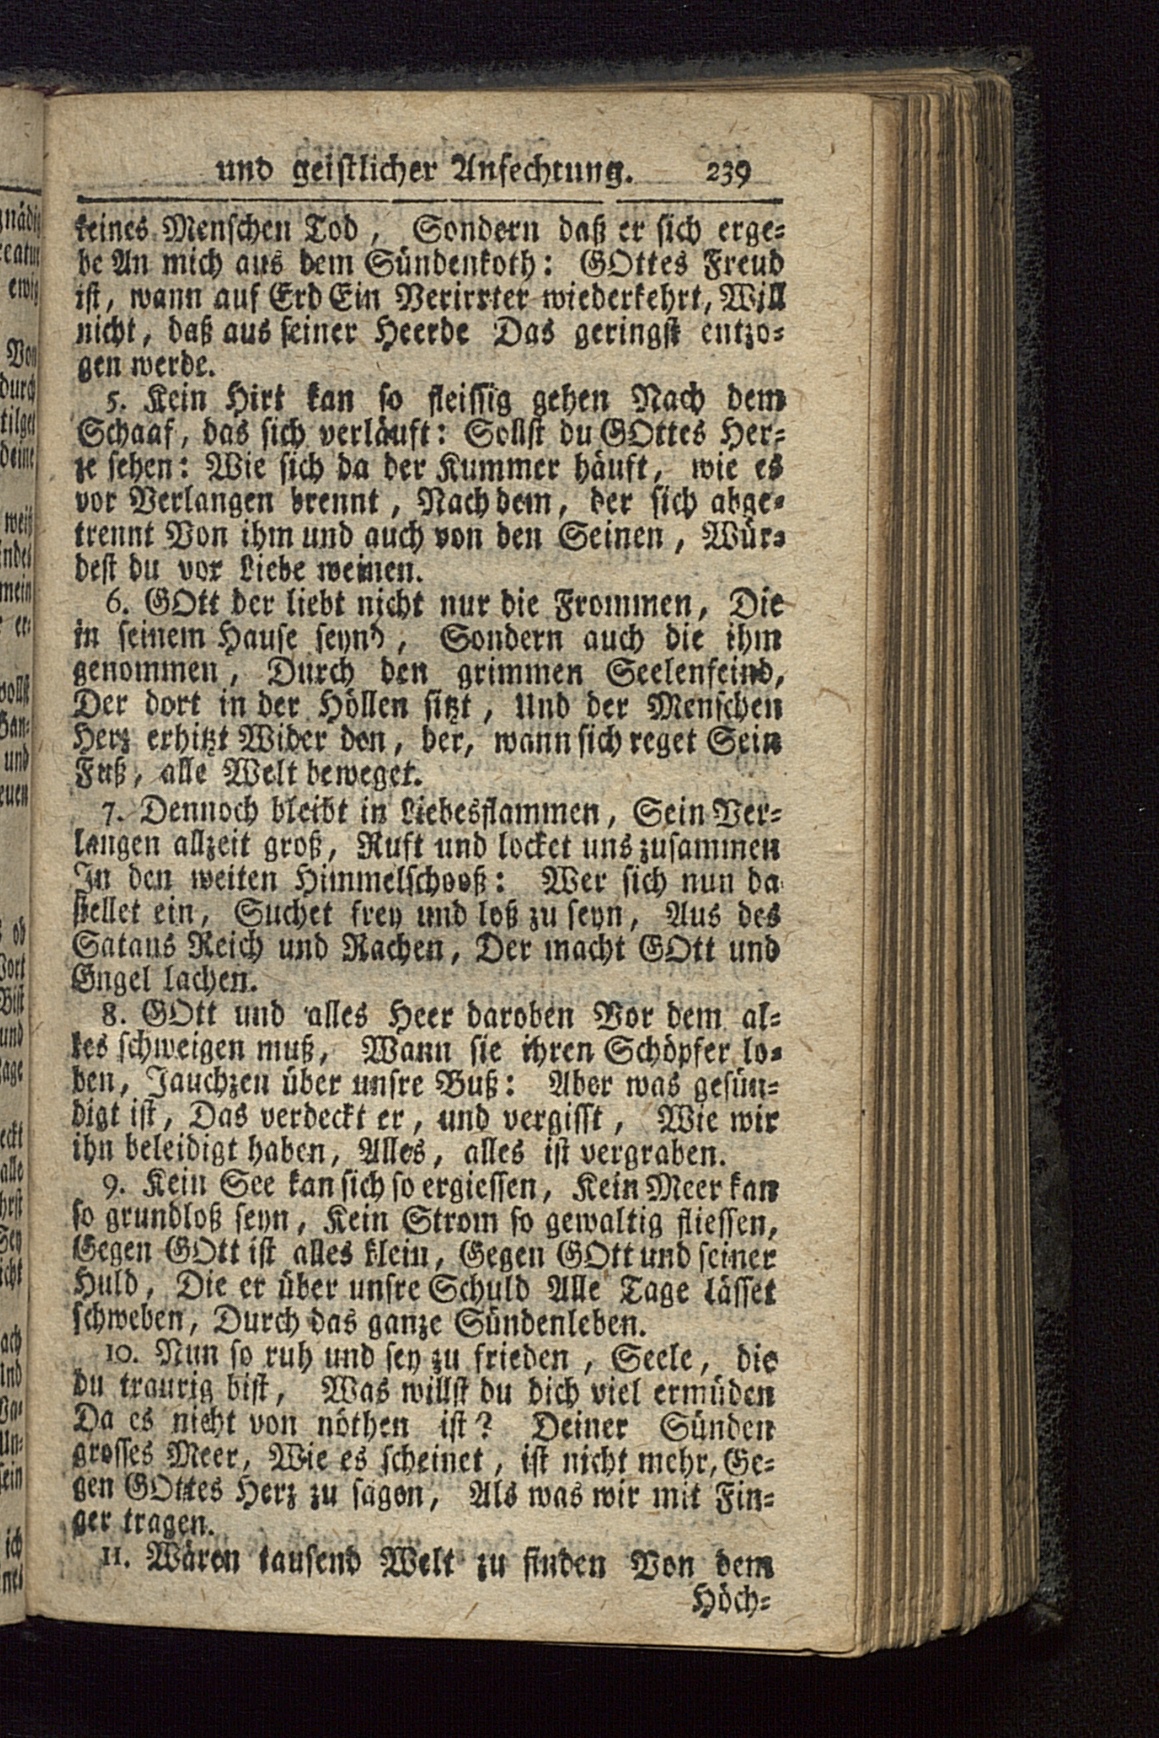 und geistlicher Anfechtung. 239
keines Menschen Tod, Sondern daß er sich erge-
be An mich aus dem Sündenkoth: GOttes Freud
ist, wann auf Erd Ein Verirrter wiederkehrt, Will
nicht, daß aus seiner Heerde Das geringst entzo-
gen werde.
5. Kein Hirt kan so fleissig gehen Nach dem
Schaaf, das sich verläuft: Sollst du GOttes Her-
ze sehen: Wie sich da der Kummer häuft, wie es
vor Verlangen brennt, Nach dem, der sich abge-
trennt Von ihm und auch von den Seinen, Wür-
dest du vor Liebe weinen.
6. GOtt der liebt nicht nur die Frommen, Die
in seinem Hause seynd, Sondern auch die ihm
genommen, Durch den grimmen Seelenfeind,
Der dort in der Höllen sitzt, Und der Menschen
Herz erhitzt Wider den, der, wann sich reget Sein
Fuß, alle Welt beweget.
7. Dennoch bleibt in Liebesflammen, Sein Ver-
langen allzeit groß, Ruft und locket uns zusammen
In den weiten Himmelschooß: Wer sich nun da
stellet ein, Suchet frey und loß zu seyn, Aus des
Satans Reich und Rachen, Der macht GOtt und
Engel lachen.
8. GOtt und alles Heer daroben Vor dem al-
les schweigen muß, Wann sie ihren Schöpfer lo-
ben, Jauchzen über unsre Buß: Aber was gesün-
digt ist, Das verdeckt er, und vergisst, Wie wir
ihn beleidigt haben, Alles, alles ist vergraben.
9. Kein See kan sich so ergiessen, Kein Meer kan
so grundloß seyn, Kein Strom so gewaltig fliessen,
Gegen GOtt ist alles klein, Gegen GOtt und seiner
Huld, Die er über unsre Schuld Alle Tage lässet
schweben, Durch das ganze Sündenleben.
10. Nun so ruh und sey zu frieden, Seele, die
du traurig bist, Was willst du dich viel ermüden
Da es nicht von nöthen ist? Deiner Sünden
grosses Meer, Wie es scheinet, ist nicht mehr, Ge-
gen GOttes Herz zu sagen, Als was wir mit Fin-
ger tragen.
11. Wären tausend Welt zu finden Von dem
Höch-